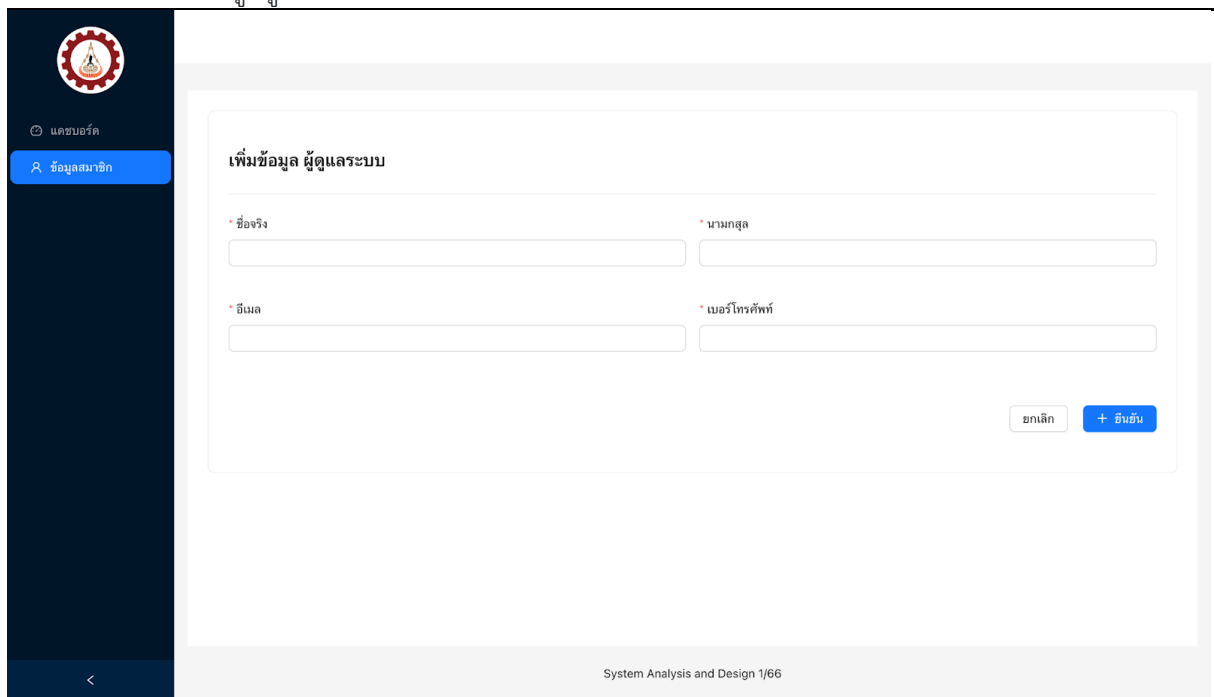 แดชบอร์ด
ข้อมูลสมาชิก
เพิ่มข้อมูล ผู้ดูแลระบบ
* ชื่อจริง
* นามกสุล
* อีเมล
* เบอร์โทรศัพท์
ยกเลิก
+ ยืนยัน
System Analysis and Design 1/66